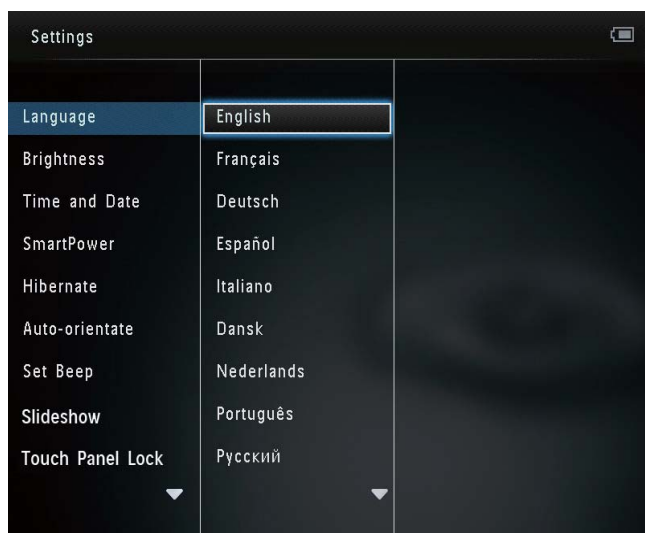 Settings
Language
Brightness
Time and Date
SmartPower
Hibernate
Auto-orientate
Set Beep
Slideshow
Touch Panel Lock
English
Français
Deutsch
Español
Italiano
Dansk
Nederlands
Português
Русский